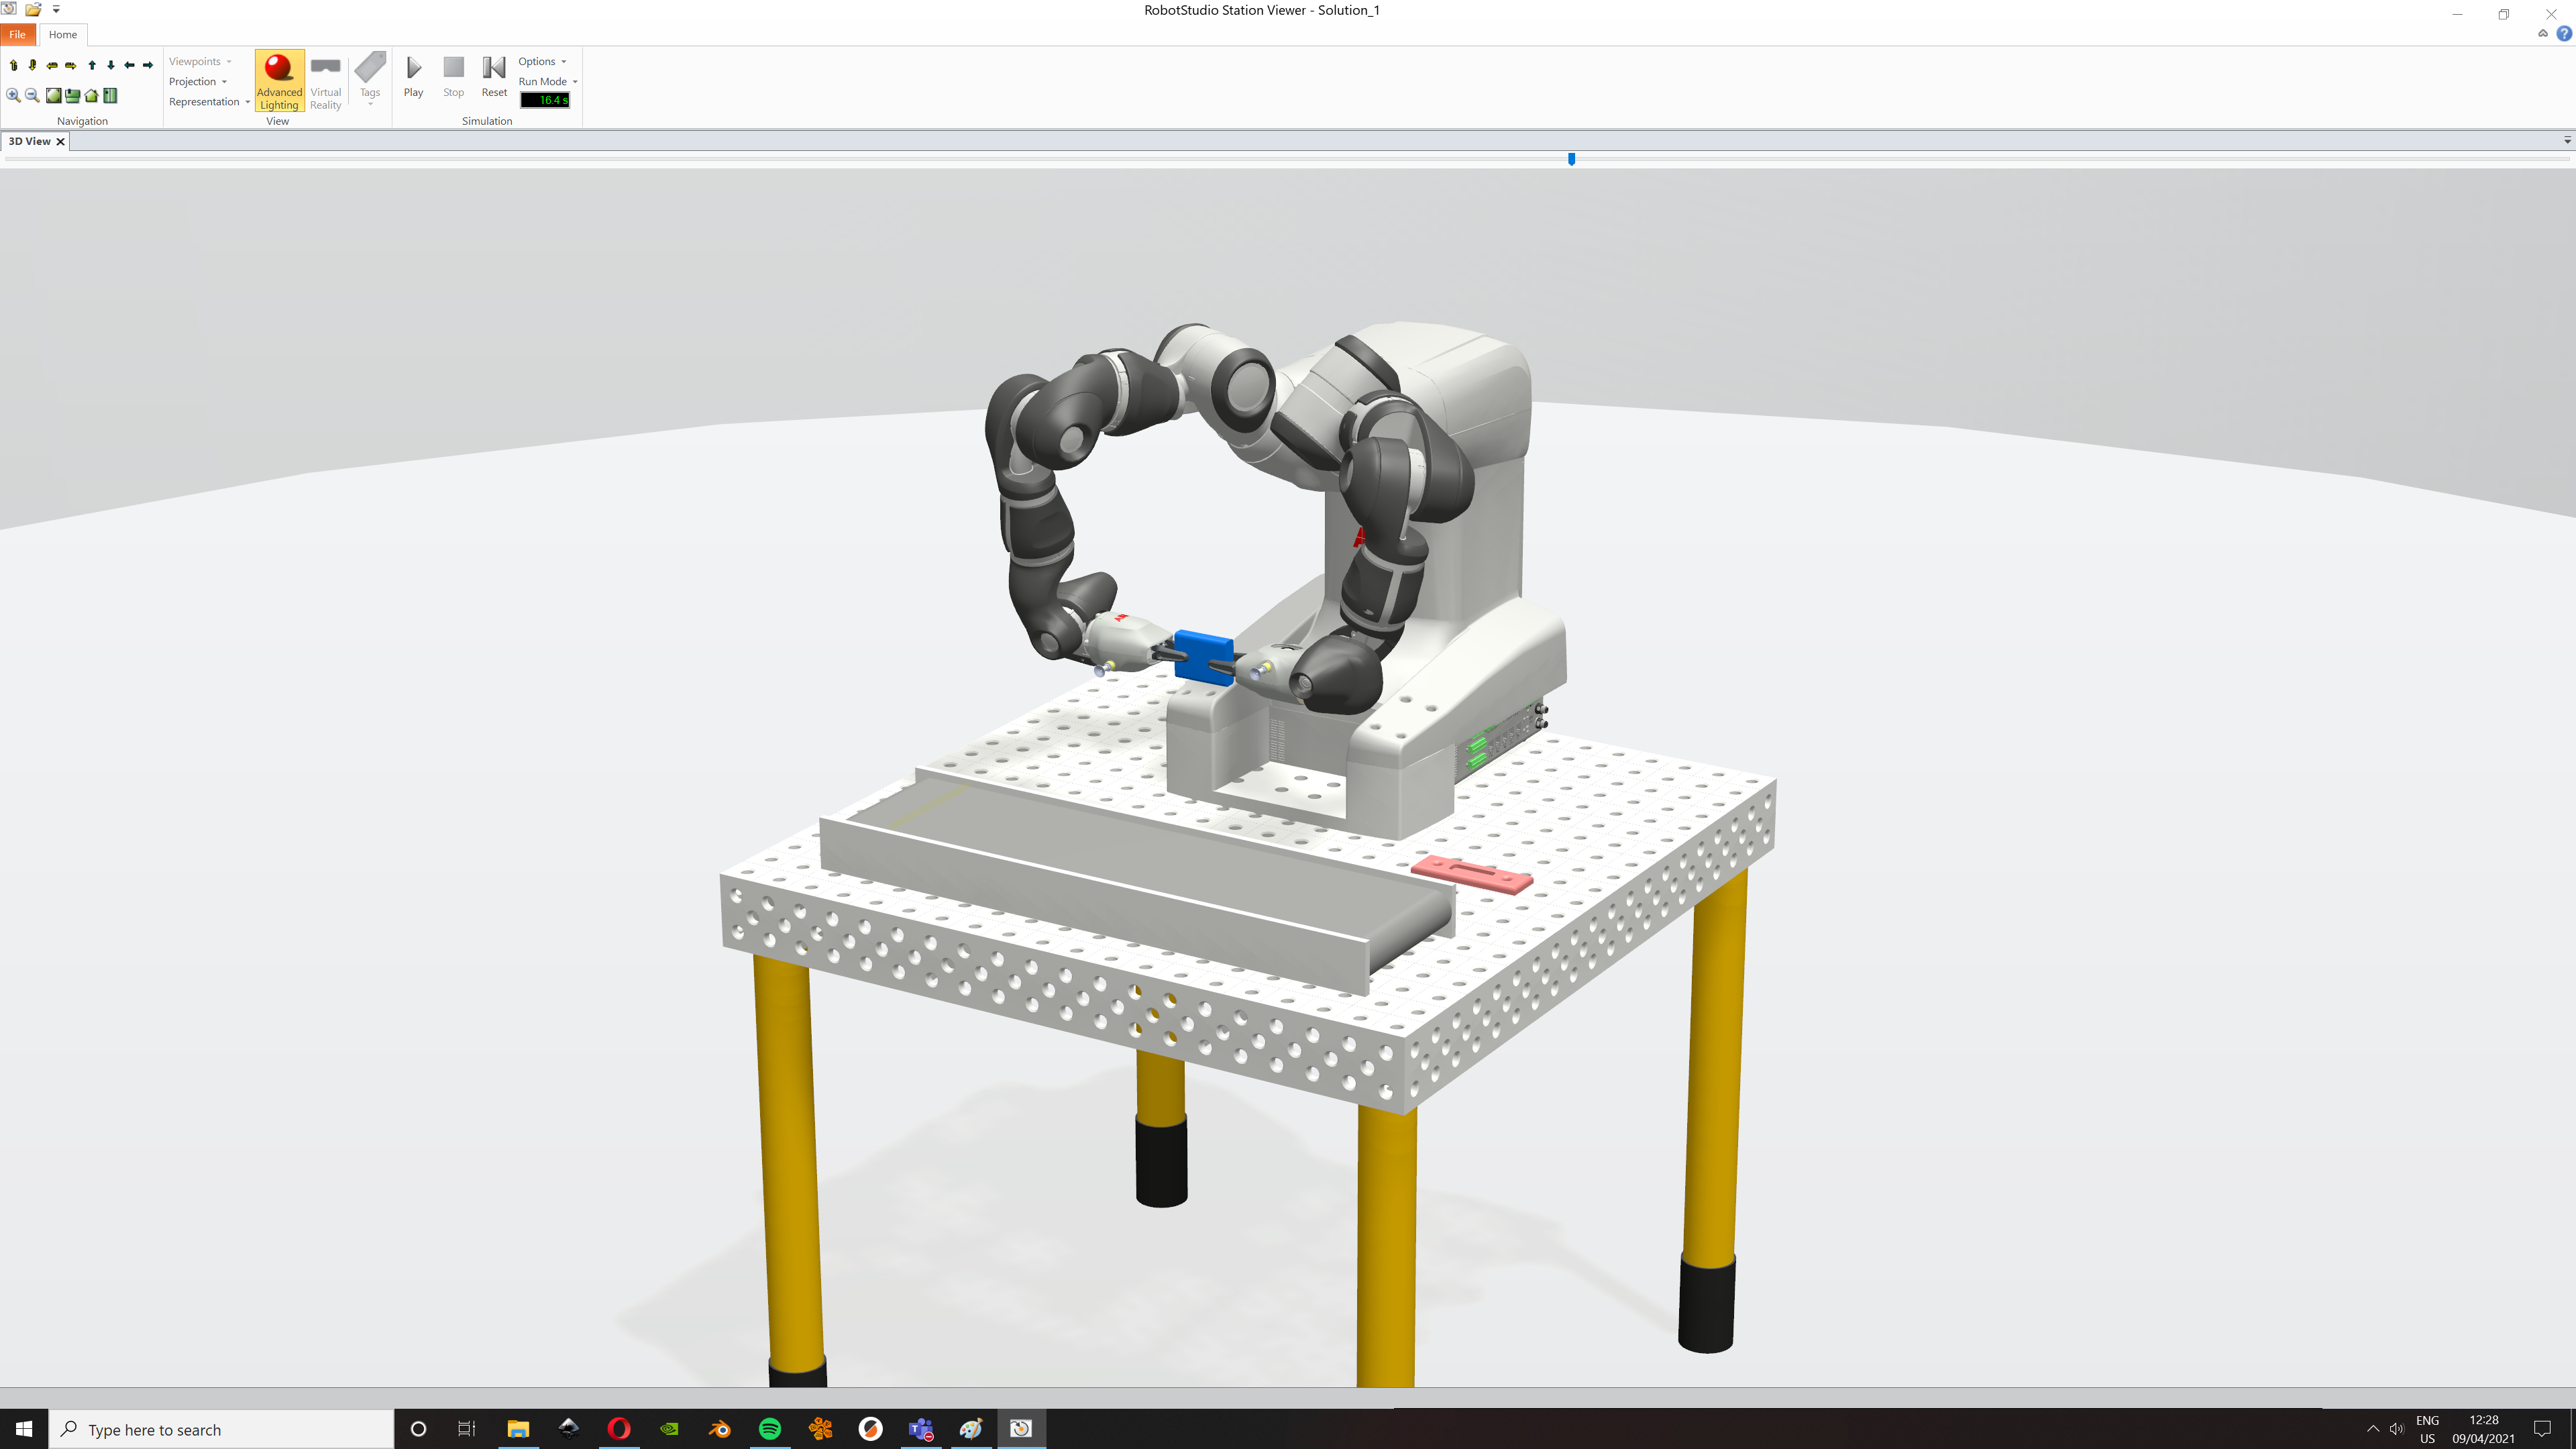 RobotStudio Station Viewer - Solution_1
File
Home
Viewpoints
Projection
Representation
Advanced
Lighting
Virtual
Reality
Tags
Play
Stop
Reset
Options
Run Mode
16.4 s
Navigation
View
Simulation
3D View
Type here to search
ENG
US
12:28
09/04/2021